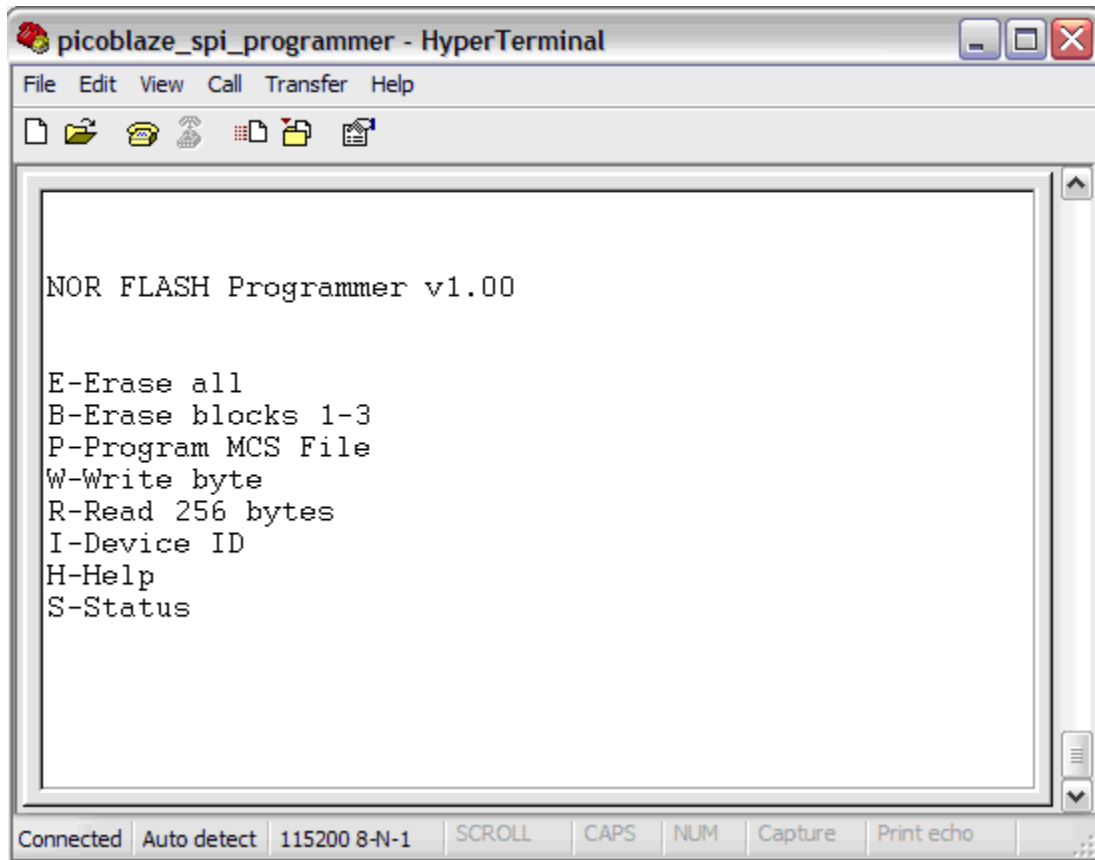 picoblaze_spi_programmer - HyperTerminal
File Edit View Call Transfer Help
NOR FLASH Programmer v1.00
E-Erase all
B-Erase blocks 1-3
P-Program MCS File
W-Write byte
R-Read 256 bytes
I-Device ID
H-Help
S-Status
Connected Auto detect 115200 8-N-1 SCROLL CAPS NUM Capture Print echo